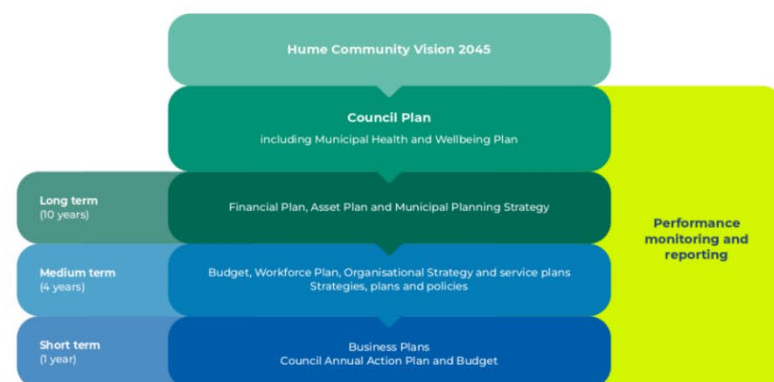 Hume Community Vision 2045
Council Plan
including Municipal Health and Wellbeing Plan
Long term
(10 years)
Financial Plan, Asset Plan and Municipal Planning Strategy
Medium term
(4 years)
Budget, Workforce Plan, Organisational Strategy and service plans
Strategies, plans and policies
Short term
(1 year)
Business Plans
Council Annual Action Plan and Budget
Performance
monitoring and
reporting